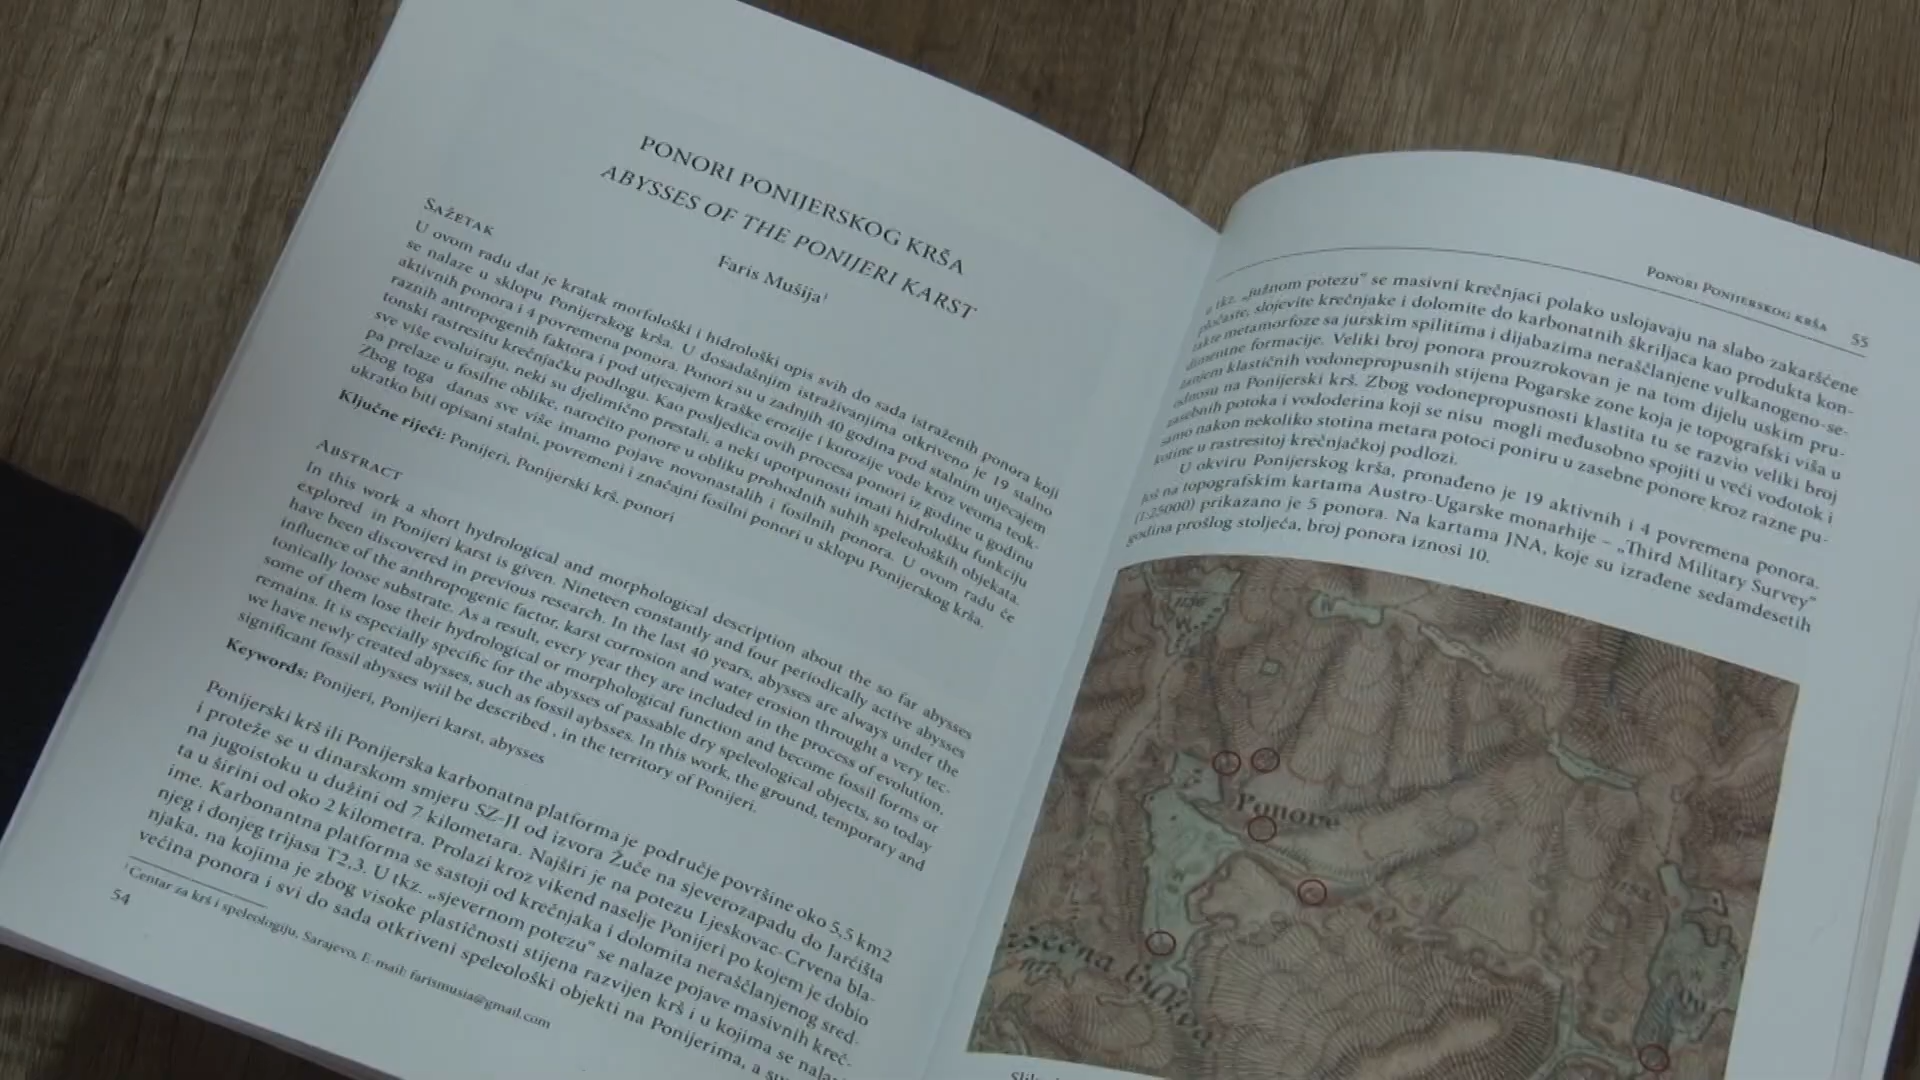 PONORI PONIJERSKOG KRŠA
ABYSSES OF THE PONIJERI KARST
Faris Mušija¹
SAŽETAK
U ovom radu dat je kratak morfološki i hidrološki opis svih do sada istraženih ponora koji
se nalaze u sklopu Ponijerskog krša. U dosadašnjim istraživanjima otkriveno je 19 stalno
aktivnih ponora i 4 povremena ponora. Ponori su u zadnjih 40 godina pod stalnim utjecajem
raznih antropogenih faktora i pod utjecajem kraške erozije i korozije vode kroz veoma teok-
tonski rastresitu krečnjačku podlogu. Kao posljedica ovih procesa ponori iz godine u godinu
sve više evoluiraju, neki su djelimično prestali, a neki upotpunosti imati hidrološku funkciju
pa prelaze u fosilne oblike, naročito ponore u obliku prohodnih suhih speleoloških objekata.
Zbog toga danas sve više imamo pojave novonastalih i fosilnih ponora. U ovom radu će
ukratko biti opisani stalni, povremeni i značajni fosilni ponori u sklopu Ponijerskog krša.
Ključne riječi: Ponijeri, Ponijerski krš, ponori
ABSTRACT
In this work a short hydrological and morphological description about the so far abysses
explored in Ponijeri karst is given. Nineteen constantly and four periodically active abysses
have been discovered in previous research. In the last 40 years, abysses are always under the
influence of the anthropogenic factor, karst corrosion and water erosion throught a very tec-
tonically loose substrate. As a result, every year they are included in the process of evolution,
some of them lose their hydrological or morphological function and become fossil forms or
remains. It is especially specific for the abysses of passable dry speleological objects, so today
we have newly created abysses, such as fossil aybsses. In this work, the ground, temporary and
significant fossil abysses wiil be described , in the territory of Ponijeri.
Keywords: Ponijeri, Ponijeri karst, abysses
Ponijerski krš ili Ponijerska karbonatna platforma je područje površine oko 5,5 km2
i proteže se u dinarskom smjeru SZ-JI od izvora Žuče na sjeverozapadu do Jarčišta
na jugoistoku u dužini od 7 kilometara. Najširi je na potezu Ljeskovac-Crvena bla-
ta u širini od oko 2 kilometra. Prolazi kroz vikend naselje Ponijeri po kojem je dobio
ime. Karbonantna platforma se sastoji od krečnjaka i dolomita neraščlanjenog sred.
njeg i donjeg trijasa T2,3. U tkz. „sjevernom potezu“ se nalaze pojave masivnih kreč-
njaka, na kojima je zbog visoke plastičnosti stijena razvijen krš i u kojima se nalazi
većina ponora i svi do sada otkriveni speleološki objekti na Ponijerima, a
¹ Centar za krš i speleologiju, Sarajevo, E-mail: farismusia@gmail.com
54
PONORI PONIJERSKOG KRŠA 55
u tkz. „južnom potezu“ se masivni krečnjaci polako uslojavaju na slabo zakaršćene
pločaste, slojevite krečnjake i dolomite do karbonatnih škriljaca kao produkta kon-
takte metamorfoze sa jurskim spilitima i dijabazima neraščlanjene vulkanogeno-se-
dimentne formacije. Veliki broj ponora prouzrokovan je na tom dijelu uskim pru-
žanjem klastičnih vodonepropusnih stijena Pogarske zone koja je topografski viša u
odnosu na Ponijerski krš. Zbog vodonepropusnosti klastita tu se razvio veliki broj
zasebnih potoka i vododerina koji se nisu mogli međusobno spojiti u veći vodotok i
samo nakon nekoliko stotina metara potoci poniru u zasebne ponore kroz razne pu-
kotine u rastresitoj krečnjačkoj podlozi.
U okviru Ponijerskog krša, pronađeno je 19 aktivnih i 4 povremena ponora.
Još na topografskim kartama Austro-Ugarske monarhije – „Third Military Survey“
(1:25000) prikazano je 5 ponora. Na kartama JNA, koje su izrađene sedamdesetih
godina prošlog stoljeća, broj ponora iznosi 10.
W.
Ponore